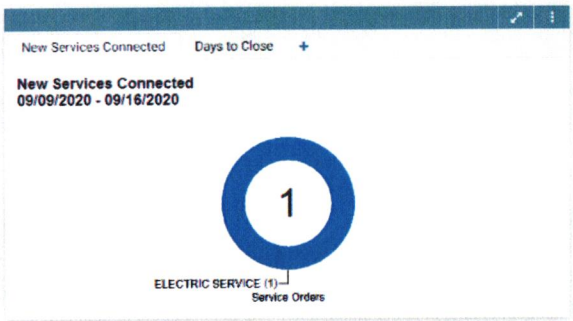 New Services Connected Days to Close +
New Services Connected
09/09/2020 - 09/16/2020
1
ELECTRIC SERVICE (1)
Service Orders